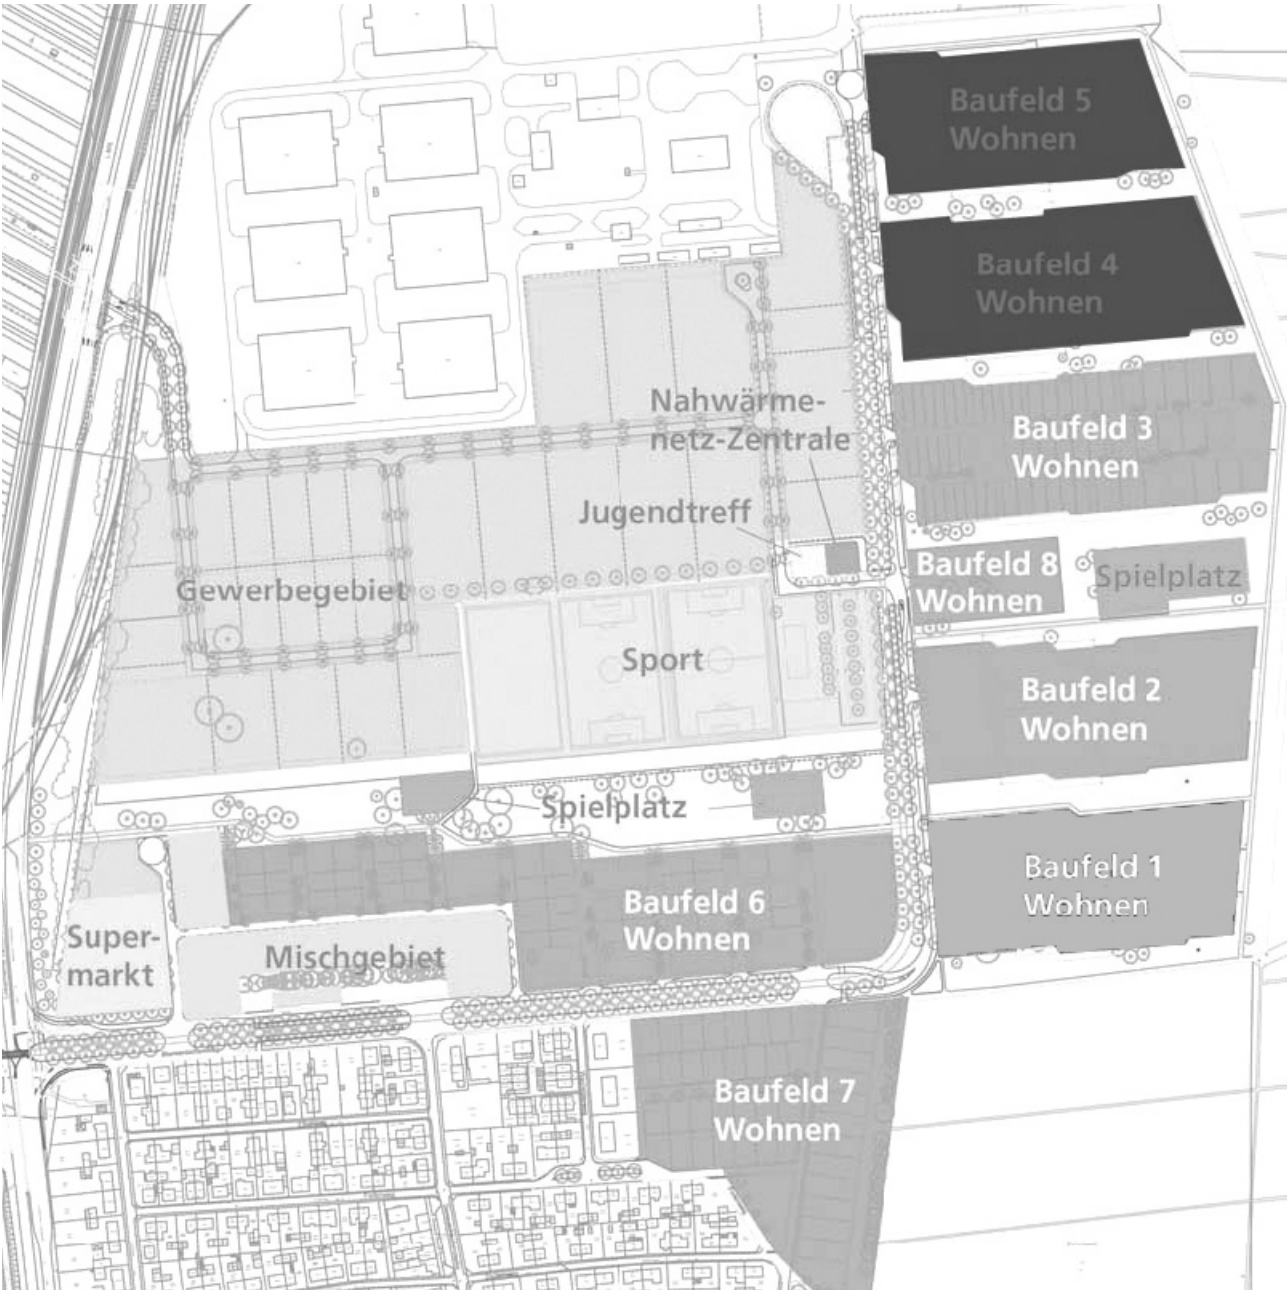 Baufeld 5
Wohnen
Baufeld 4
Wohnen
Nahwärme-
netz-Zentrale
Baufeld 3
Wohnen
Jugendtreff
Baufeld 8
Wohnen
Spielplatz
Gewerbegebiet
Sport
Baufeld 2
Wohnen
Spielplatz
Baufeld 1
Wohnen
Baufeld 6
Wohnen
Super-
markt
Mischgebiet
Baufeld 7
Wohnen